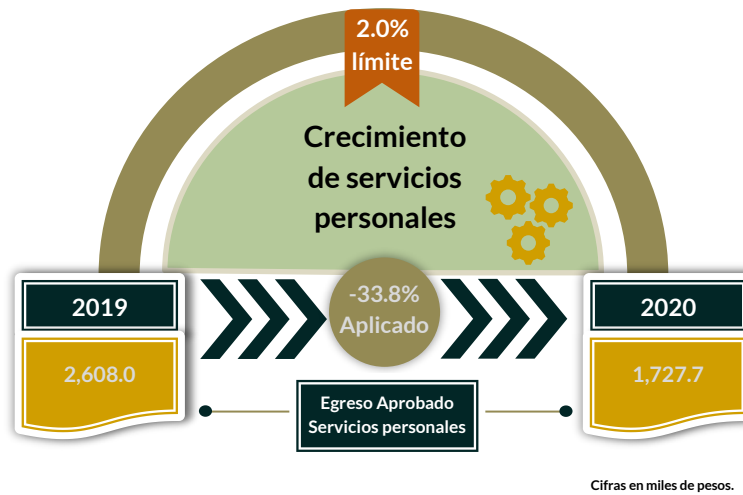 2.0%
límite
Crecimiento
de servicios
personales
2019
-33.8%
Aplicado
2020
2,608.0
1,727.7
Egreso Aprobado
Servicios personales
Cifras en miles de pesos.